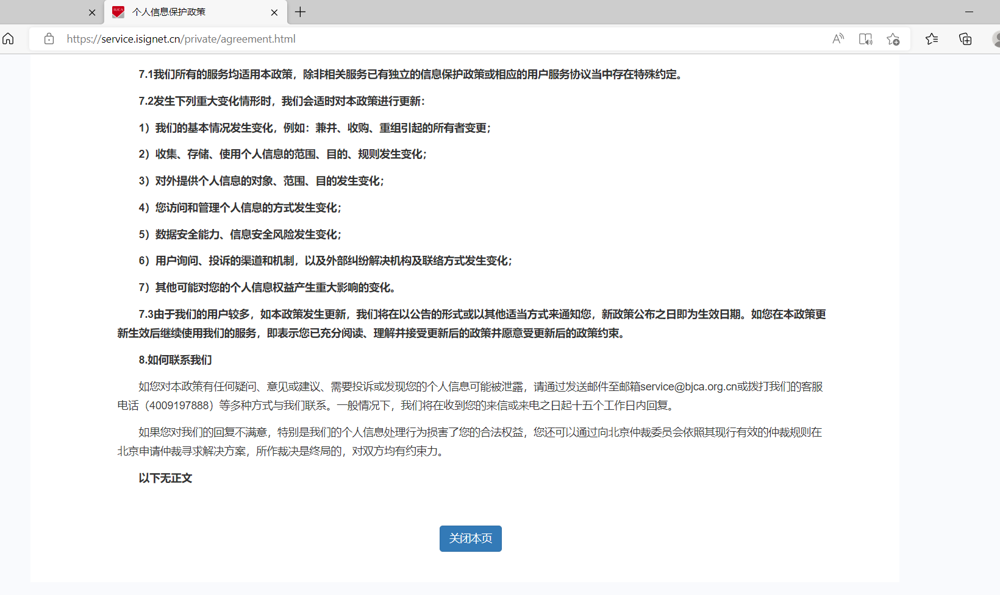 个人信息保护政策
https://service.isignet.cn/private/agreement.html
7.1我们所有的服务均适用本政策，除非相关服务已有独立的信息保护政策或相应的用户服务协议当中存在特殊约定。
7.2发生下列重大变化情形时，我们会适时对本政策进行更新：
1）我们的基本情况发生变化，例如：兼并、收购、重组引起的所有者变更；
2）收集、存储、使用个人信息的范围、目的、规则发生变化；
3）对外提供个人信息的对象、范围、目的发生变化；
4）您访问和管理个人信息的方式发生变化；
5）数据安全能力、信息安全风险发生变化；
6）用户询问、投诉的渠道和机制，以及外部纠纷解决机构及联络方式发生变化；
7）其他可能对您的个人信息权益产生重大影响的变化。
7.3由于我们的用户较多，如本政策发生更新，我们将在以公告的形式或以其他适当方式来通知您，新政策公布之日即为生效日期。如您在本政策更
新生效后继续使用我们的服务，即表示您已充分阅读、理解并接受更新后的政策并愿意受更新后的政策约束。
8.如何联系我们
如您对本政策有任何疑问、意见或建议、需要投诉或发现您的个人信息可能被泄露，请通过发送邮件至邮箱service@bjca.org.cn或拨打我们的客服
电话（4009197888）等多种方式与我们联系。一般情况下，我们将在收到您的来信或来电之日起十五个工作日内回复。
如果您对我们的回复不满意，特别是我们的个人信息处理行为损害了您的合法权益，您还可以通过向北京仲裁委员会依照其现行有效的仲裁规则在
北京申请仲裁寻求解决方案，所作裁决是终局的，对双方均有约束力。
以下无正文
关闭本页